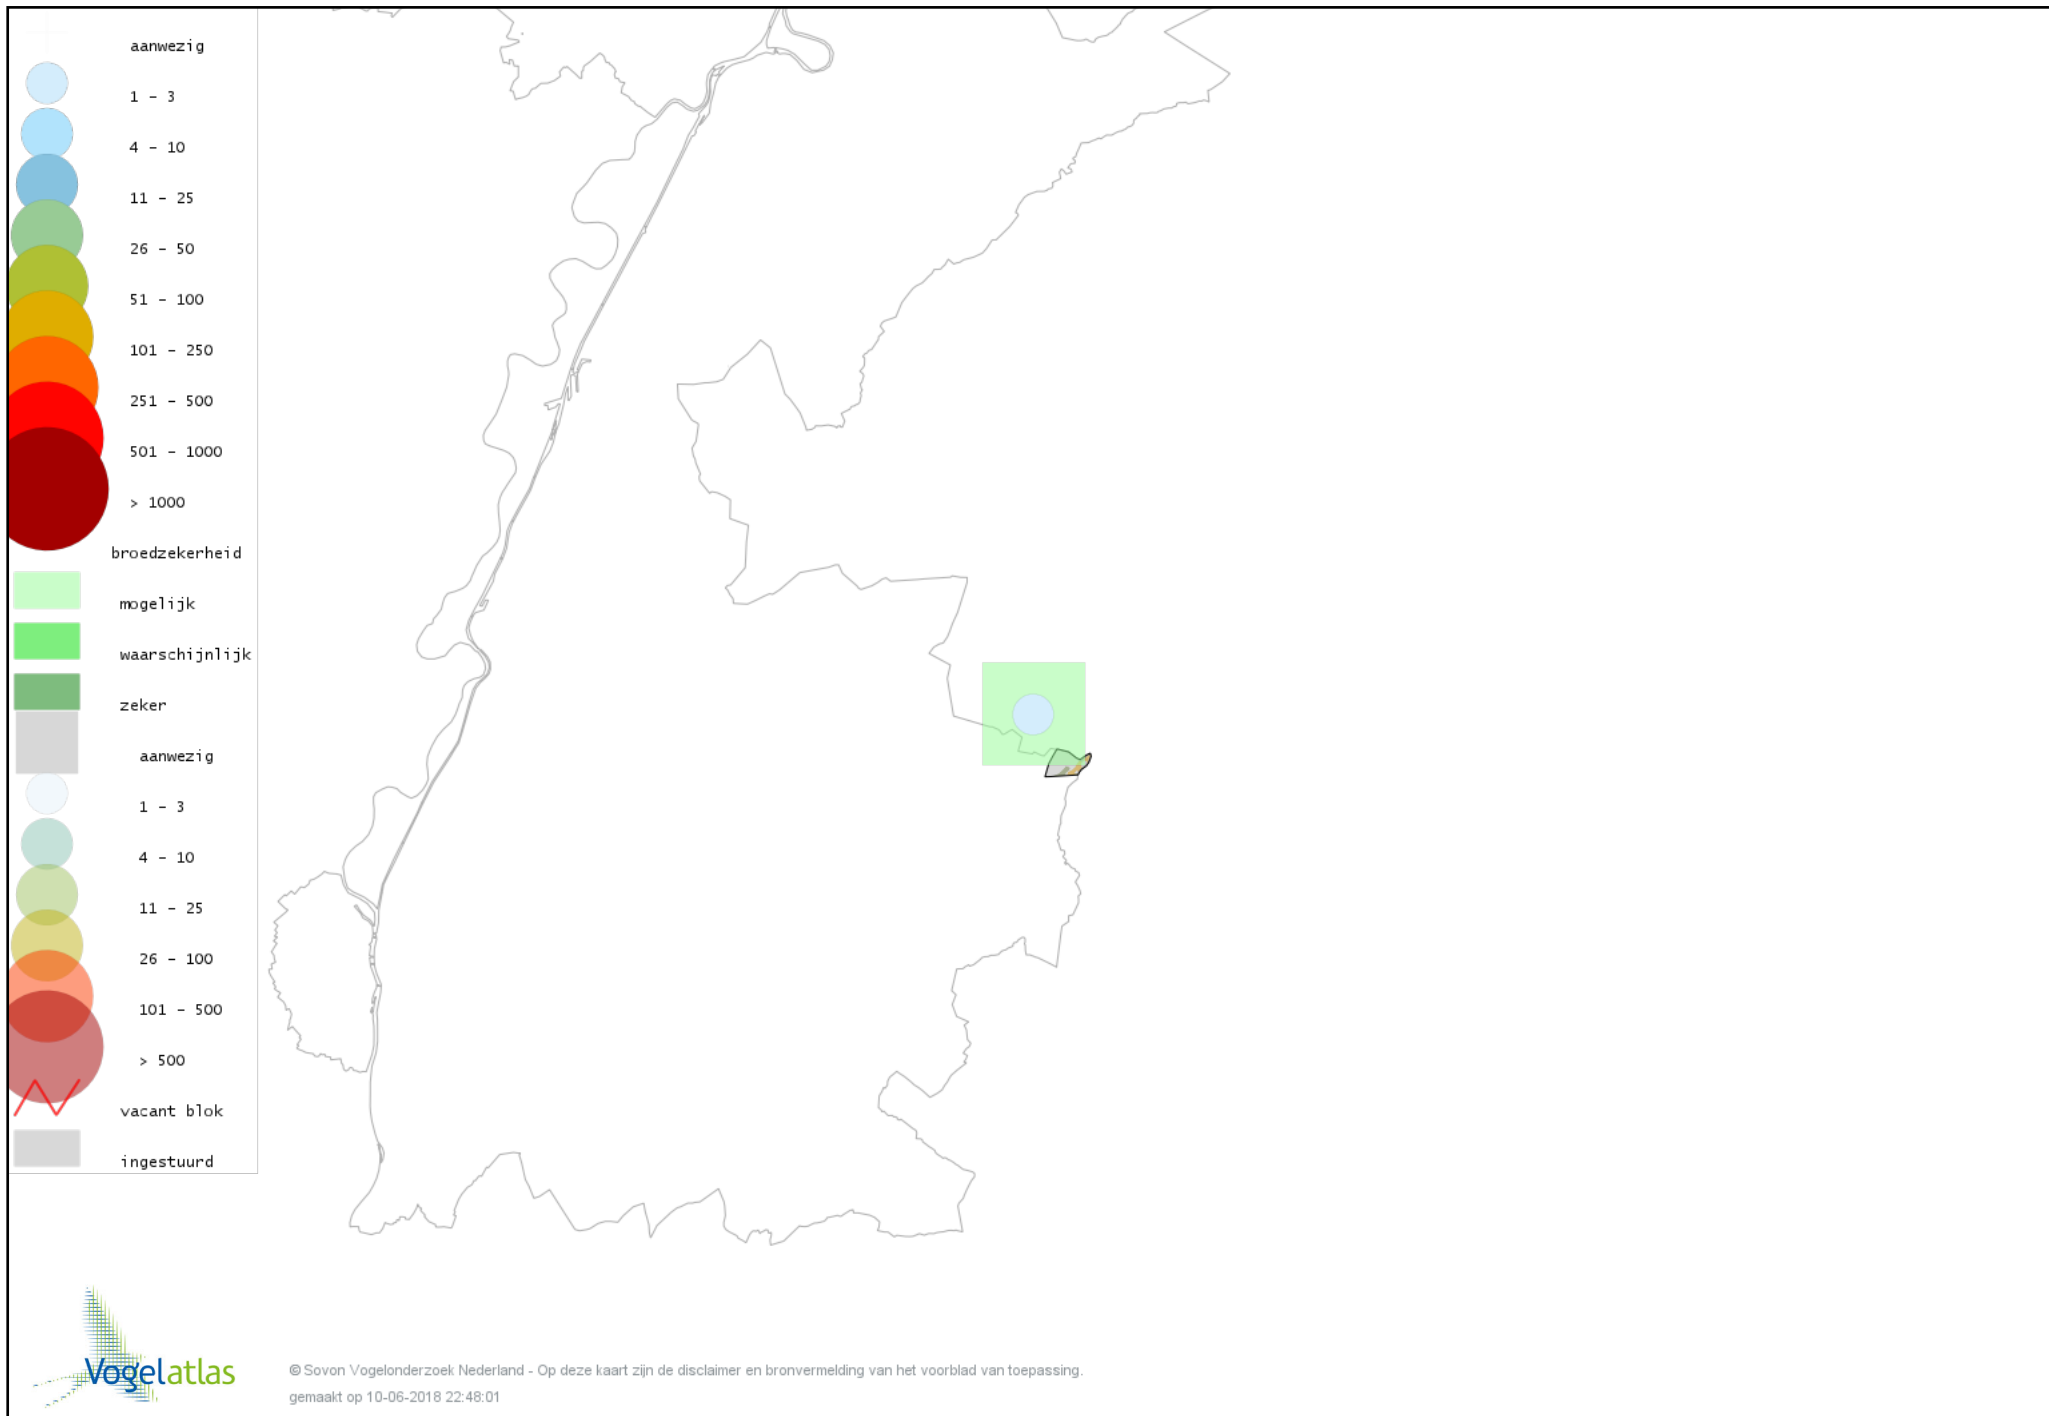 aanwezig
1 - 3
4 - 10
11 - 25
26 - 50
51 - 100
101 - 250
251 - 500
501 - 1000
> 1000
broedzekerheid
mogelijk
waarschijnlijk
zeker
aanwezig
1 - 3
4 - 10
11 - 25
26 - 100
101 - 500
> 500
vacant blok
ingestuurd
Vogelatlas
© Sovon Vogelonderzoek Nederland - Op deze kaart zijn de disclaimer en bronvermelding van het voorblad van toepassing.
gemaakt op 10-06-2018 22:48:01